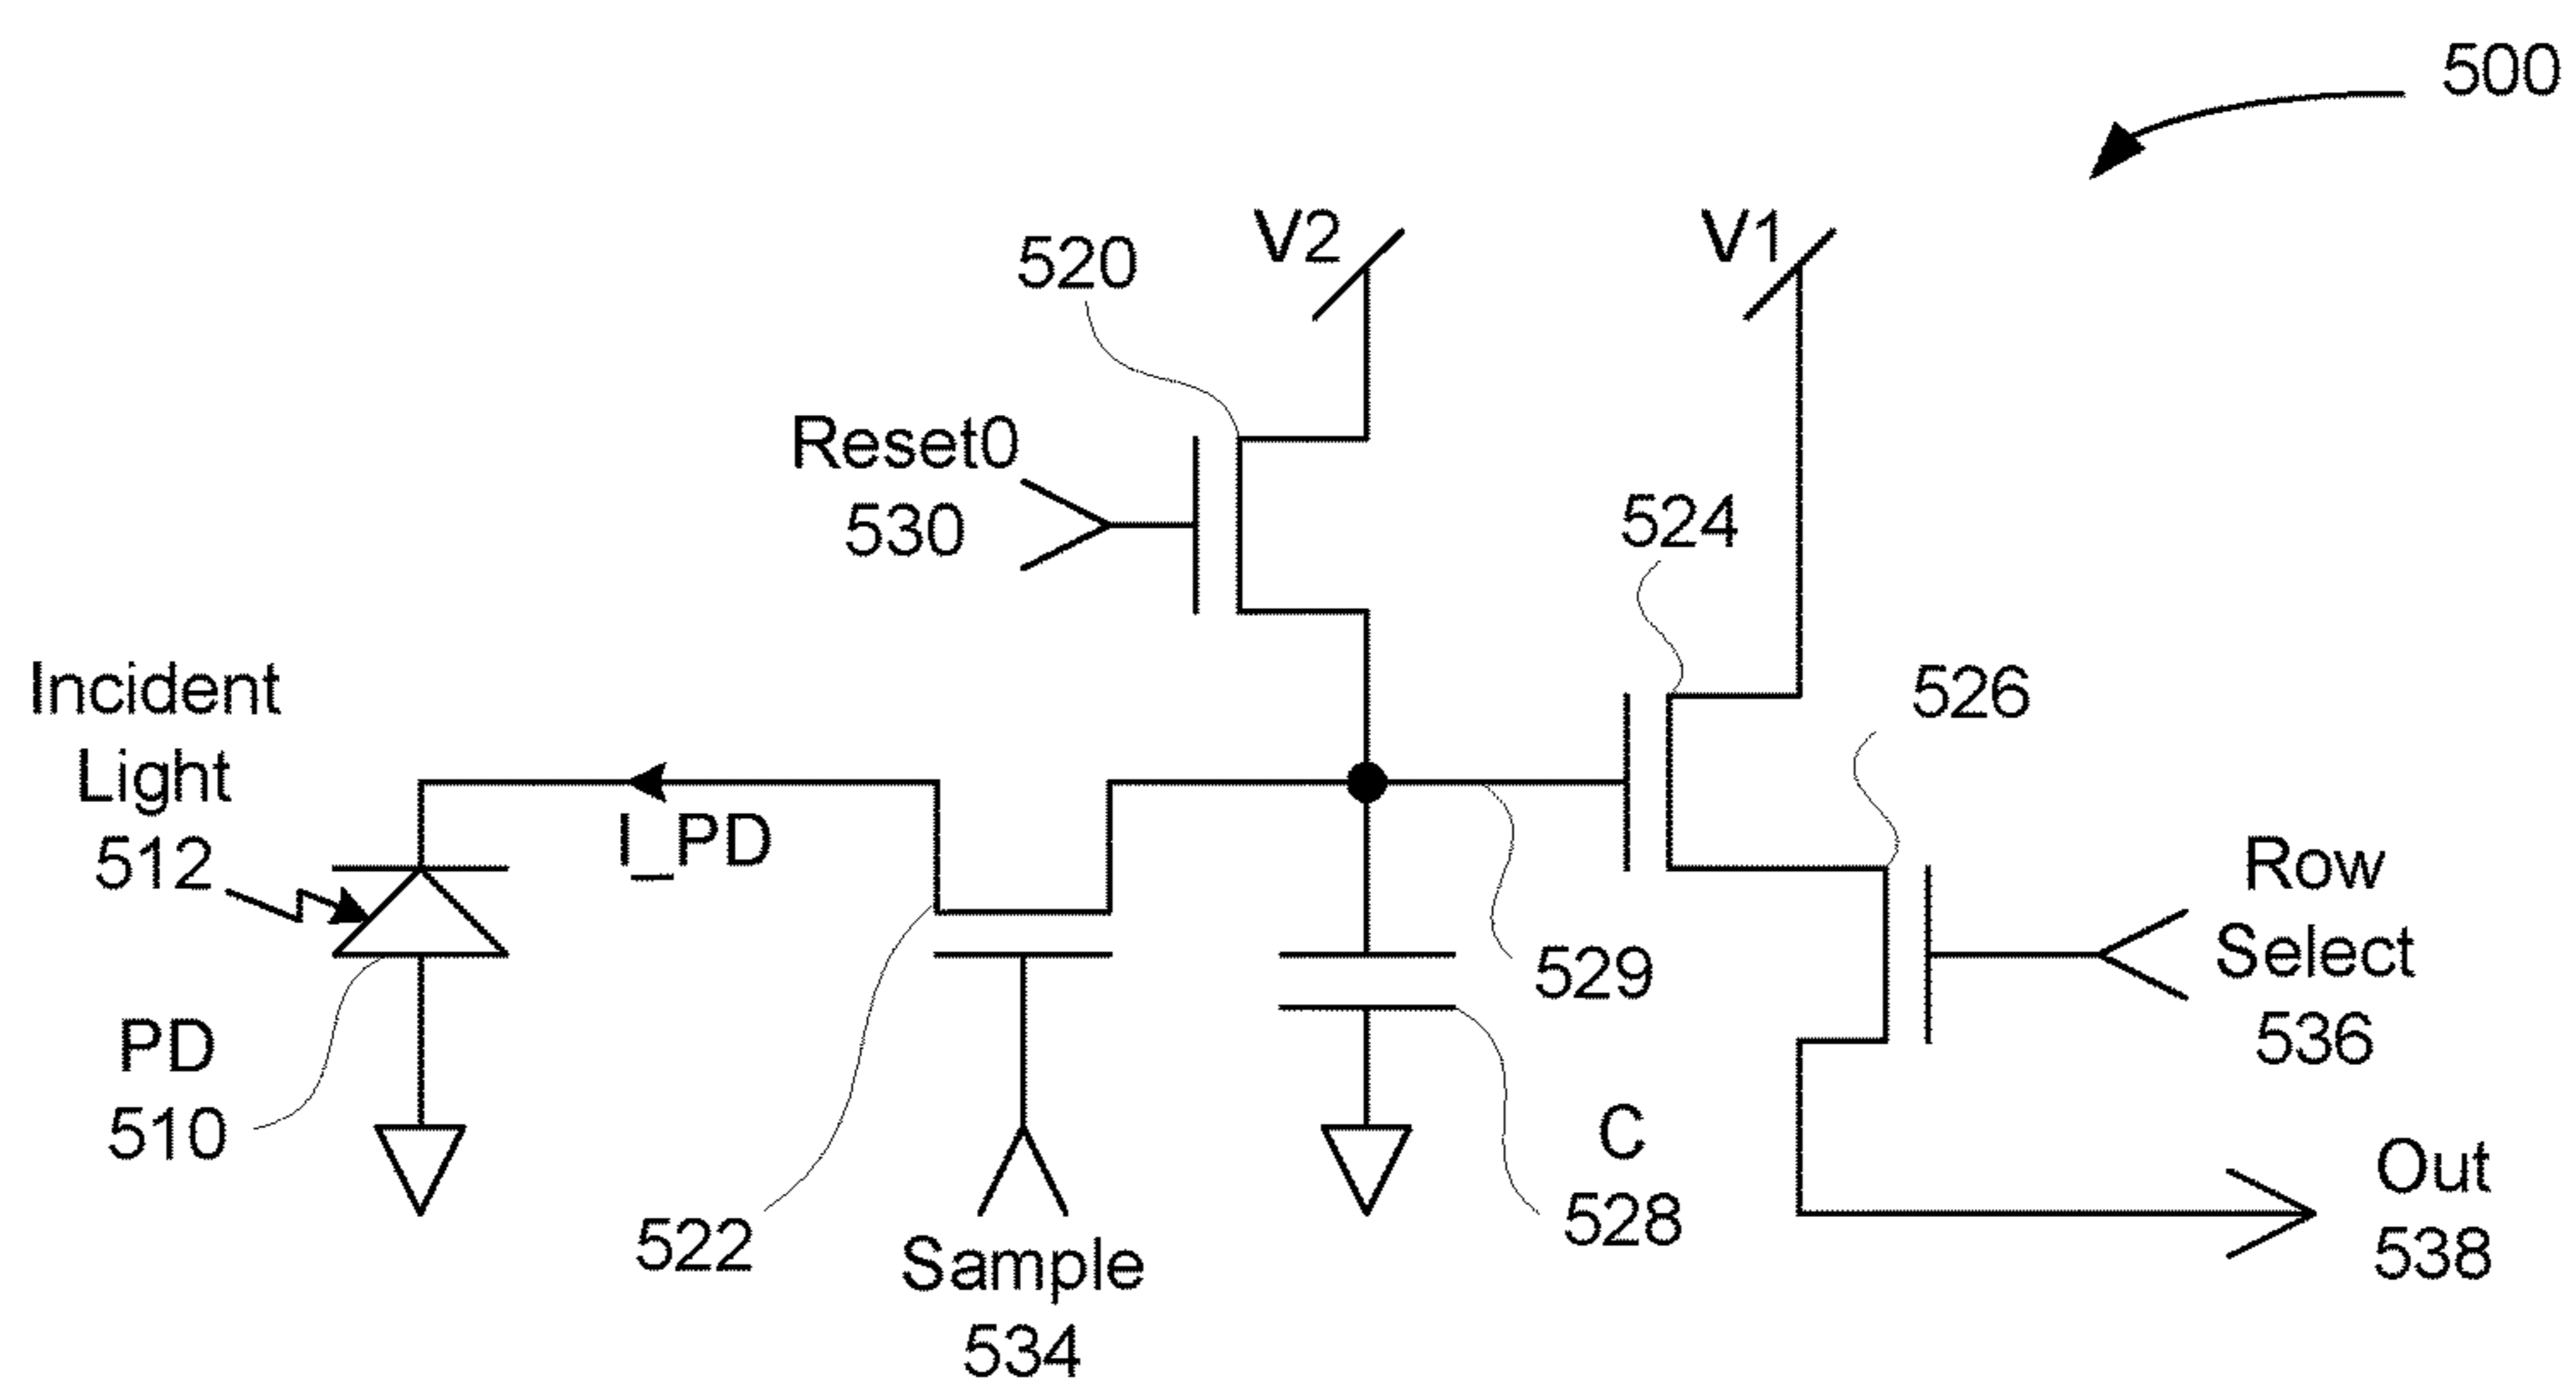 500
V2
V1
520
Reset0
530
524
526
Incident
Light
512
I_PD
Row
Select
536
529
PD
510
C
528
522
Sample
534
Out
538